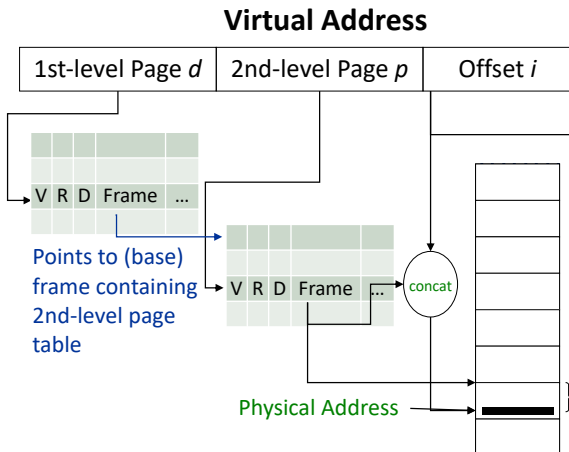 Virtual Address
1st-level Page d 2nd-level Page p Offset i
V R D Frame ...
Points to (base)
frame containing
2nd-level page
table
V R D Frame ...
concat
Physical Address